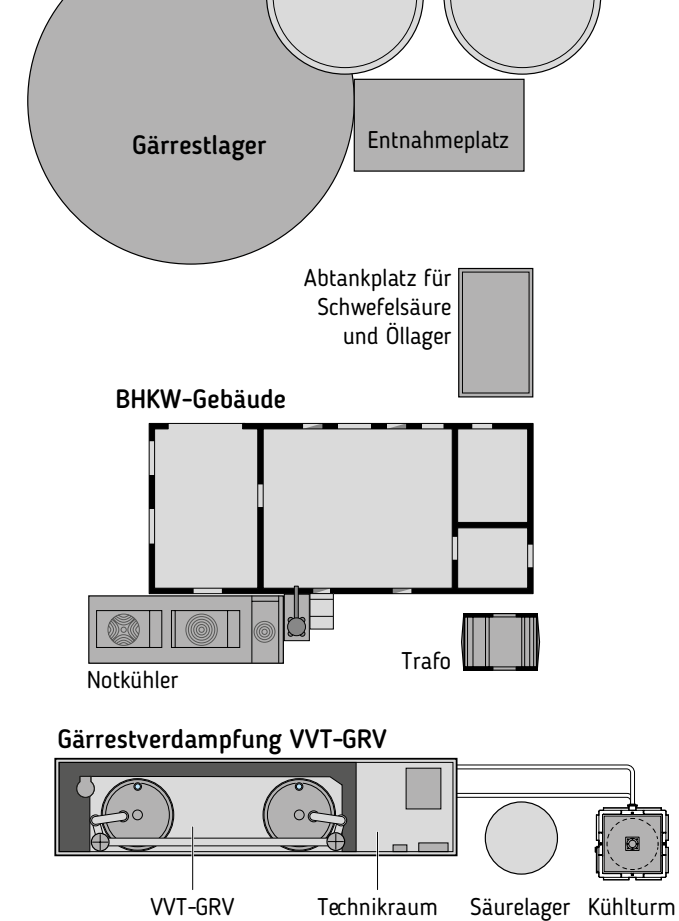 Gärrestlager
Entnahmeplatz
Abtankplatz für
Schwefelsäure
und Öllager
BHKW-Gebäude
Trafo
Notkühler
Gärrestverdampfung VVT-GRV
VVT-GRV
Technikraum
Säurelager
Kühlturm